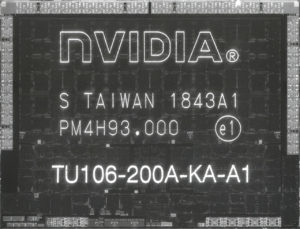 NVIDIA®
S TAIWAN 1843A1
PM4H93.000 e1
TU106-200A-KA-A1